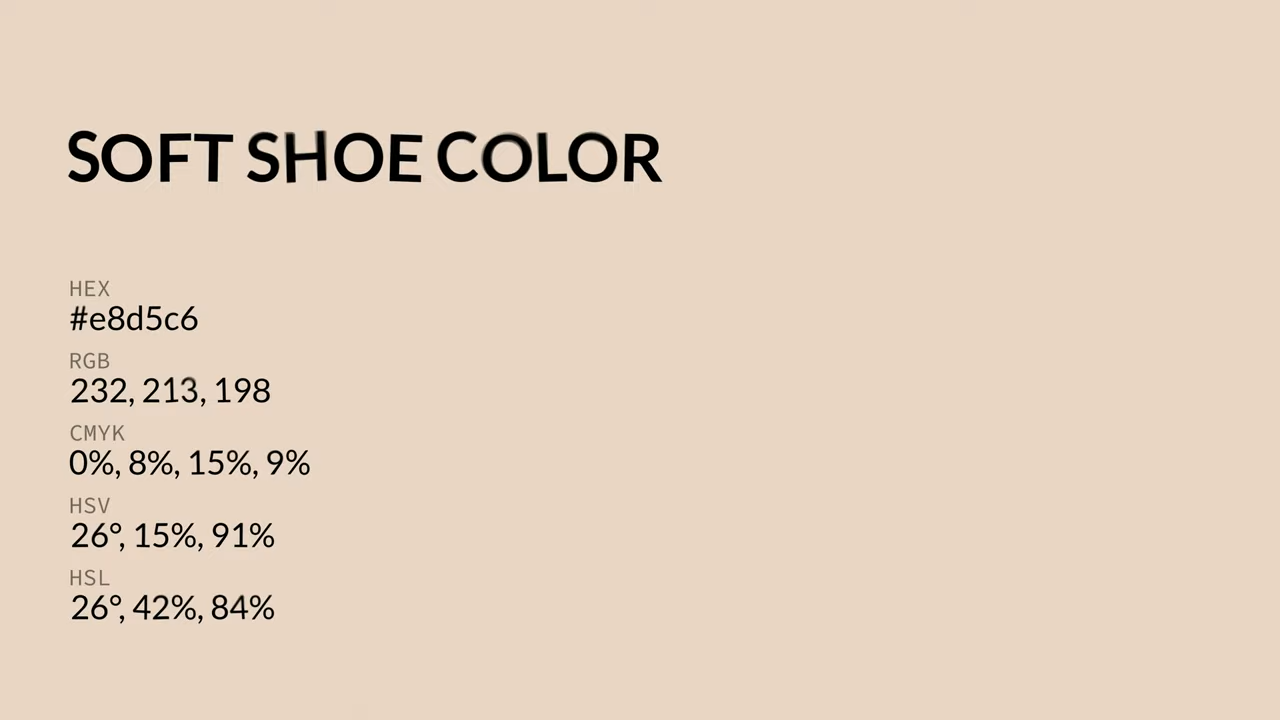 SOFT SHOE COLOR
HEX
#e8d5c6
RGB
232, 213, 198
CMYK
0%, 8%, 15%, 9%
HSV
26°, 15%, 91%
HSL
26°, 42%, 84%